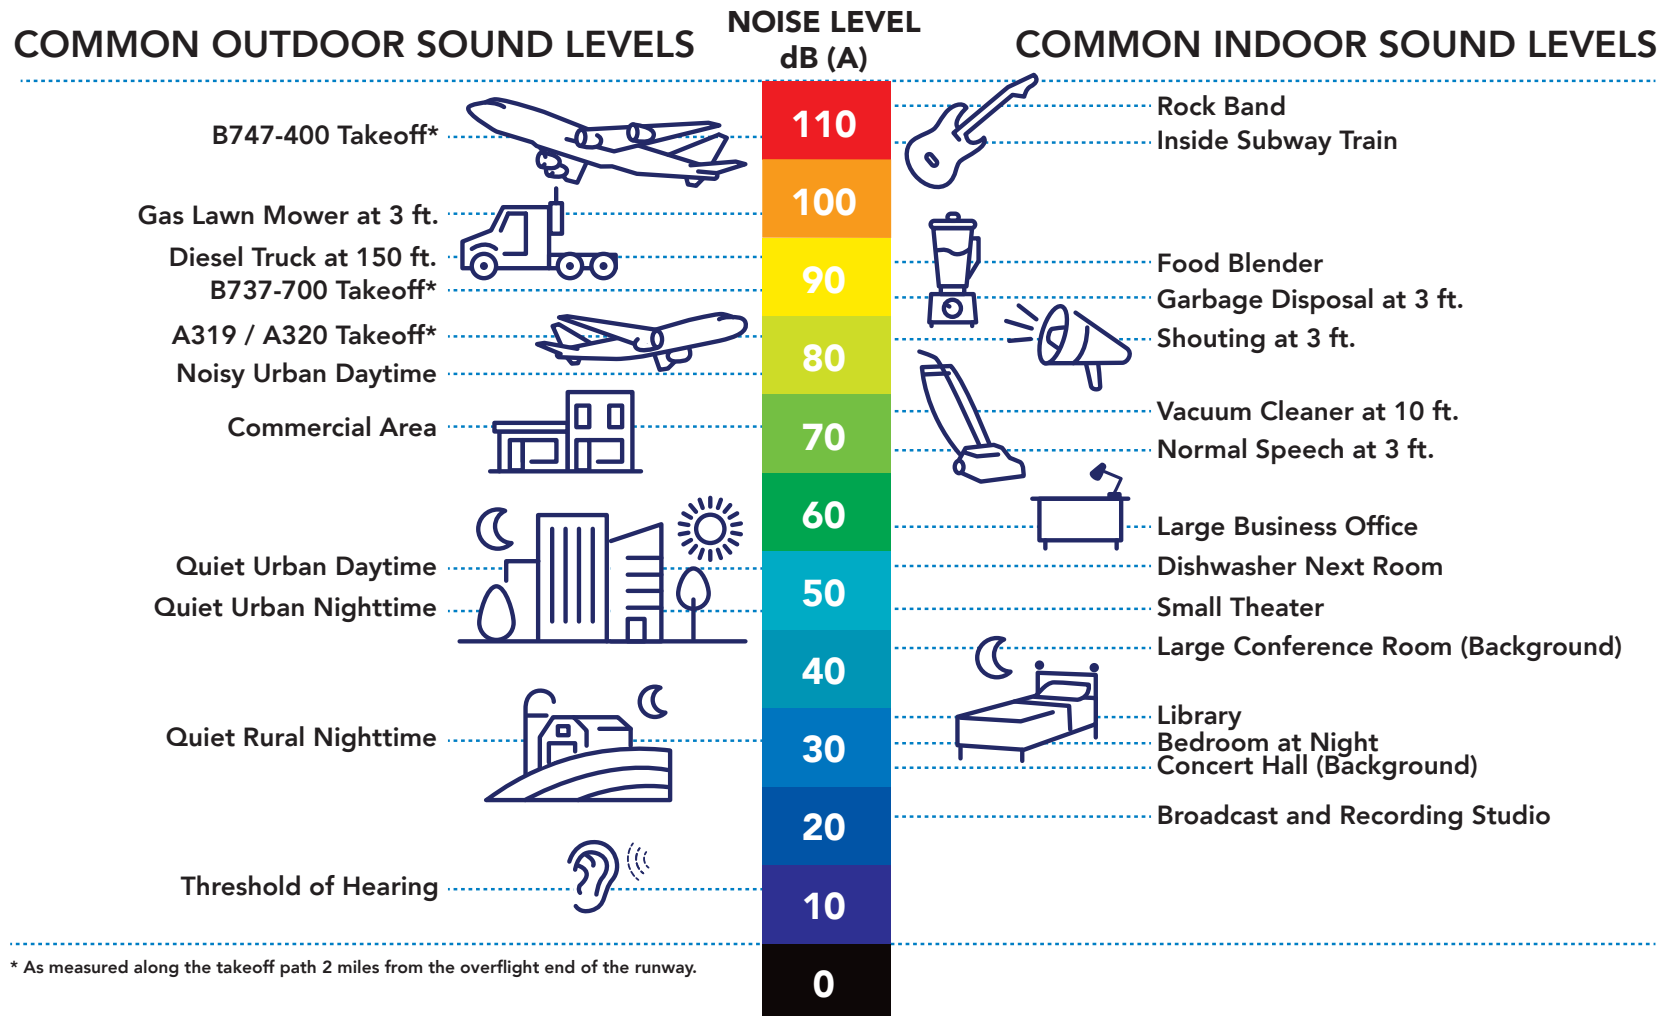 COMMON OUTDOOR SOUND LEVELS
NOISE LEVEL
dB (A)
COMMON INDOOR SOUND LEVELS
B747-400 Takeoff*
Gas Lawn Mower at 3 ft.
Diesel Truck at 150 ft.
B737-700 Takeoff*
A319 / A320 Takeoff*
Noisy Urban Daytime
Commercial Area
Quiet Urban Daytime
Quiet Urban Nighttime
Quiet Rural Nighttime
Threshold of Hearing
110
100
90
80
70
60
50
40
30
20
10
0
Rock Band
Inside Subway Train
Food Blender
Garbage Disposal at 3 ft.
Shouting at 3 ft.
Vacuum Cleaner at 10 ft.
Normal Speech at 3 ft.
Large Business Office
Dishwasher Next Room
Small Theater
Large Conference Room (Background)
Library
Bedroom at Night
Concert Hall (Background)
Broadcast and Recording Studio
* As measured along the takeoff path 2 miles from the overflight end of the runway.